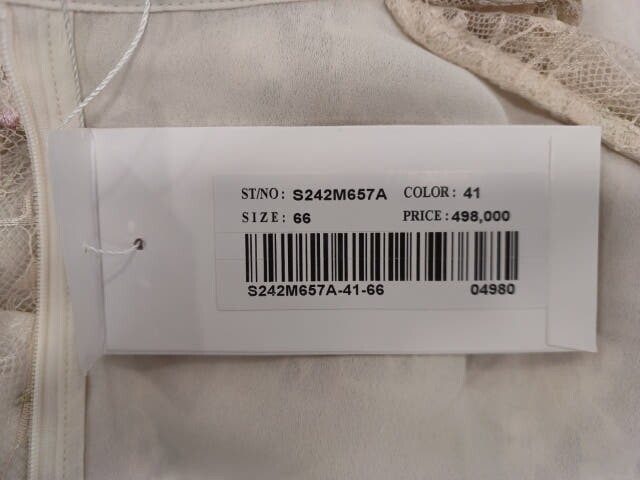 ST/NO: S242M657A COLOR: 41
SIZE: 66 PRICE: 498,000
S242M657A-41-66 04980